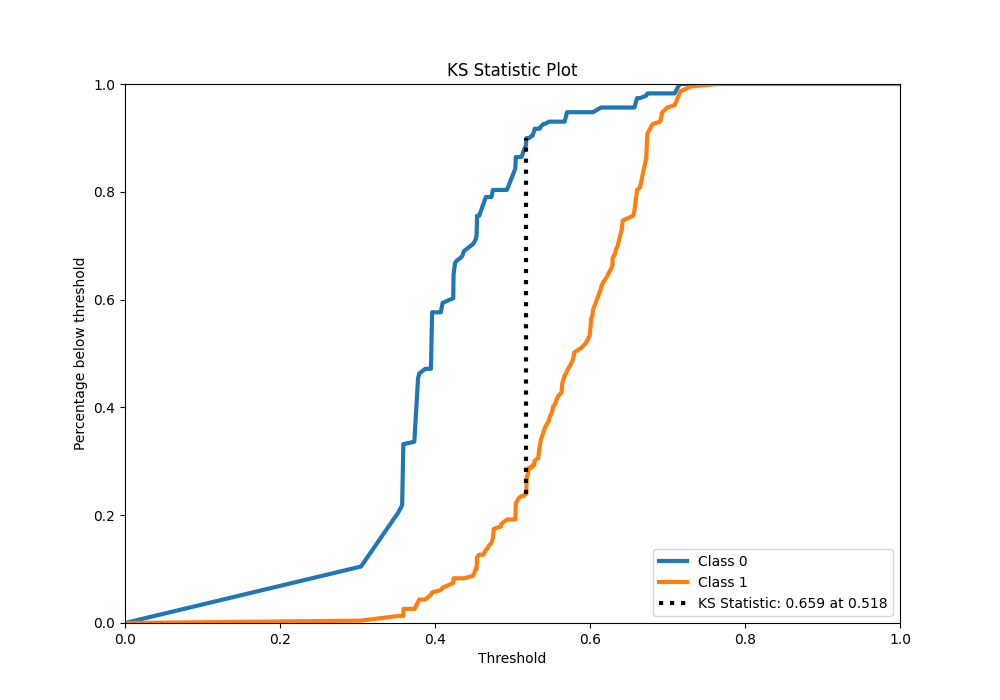 KS Statistic Plot
1.0
0.8
0.6
0.4
0.2
0.0
Percentage below threshold
0.0 0.2 0.4 0.6 0.8 1.0
Threshold
Class 0
Class 1
KS Statistic: 0.659 at 0.518